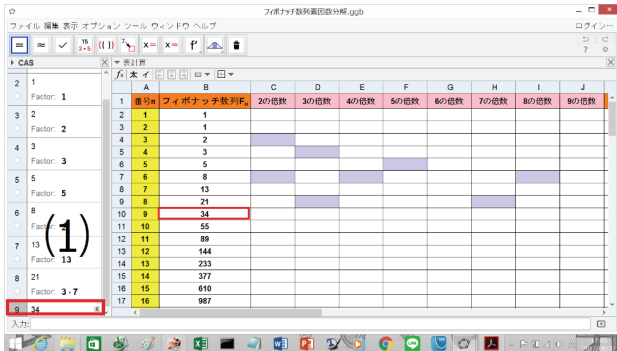 フィボナッチ数列素因数分解.ggb
ファイル 編集 表示 オプション ツール ウィンドウ ヘルプ ログイン...
= ≈ ✓ 15 3·5 (( )) 7 x= x≈ f′ 7
CAS
表計算
fx 太 イ
A B C D E F G H I J
1 番号n フィボナッチ数列Fn 2の倍数 3の倍数 4の倍数 5の倍数 6の倍数 7の倍数 8の倍数 9の倍数
2 1 1
3 2 1
4 3 2
5 4 3
6 5 5
7 6 8
8 7 13
9 8 21
10 9 34
11 10 55
12 11 89
13 12 144
14 13 233
15 14 377
16 15 610
17 16 987
2 1
Factor: 1
3 2
Factor: 2
4 3
Factor: 3
5 5
Factor: 5
6 8
Factor:
7 13
Factor: 13
8 21
Factor: 3·7
9 34
(1)
入力: